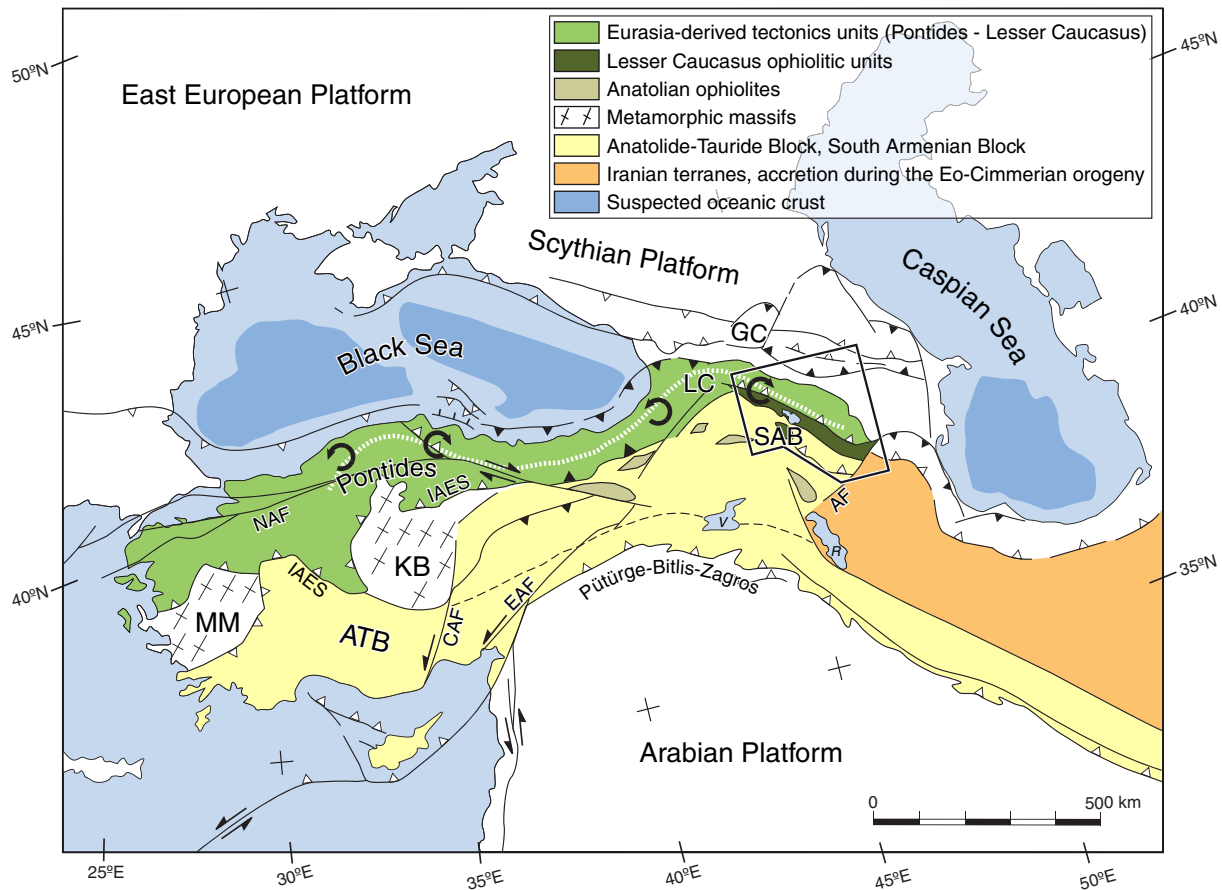 50ºN
45ºN
East European Platform
Eurasia-derived tectonics units (Pontides - Lesser Caucasus)
Lesser Caucasus ophiolitic units
Anatolian ophiolites
Metamorphic massifs
Anatolide-Tauride Block, South Armenian Block
Iranian terranes, accretion during the Eo-Cimmerian orogeny
Suspected oceanic crust
Scythian Platform
Caspian Sea
45ºN
40ºN
Black Sea
GC
LC
SAB
Pontides
IAES
NAF
AF
V
R
KB
IAES
MM
ATB
CAF
EAF
Pütürge-Bitlis-Zagros
40ºN
35ºN
Arabian Platform
0
500 km
25ºE
30ºE
35ºE
40ºE
45ºE
50ºE